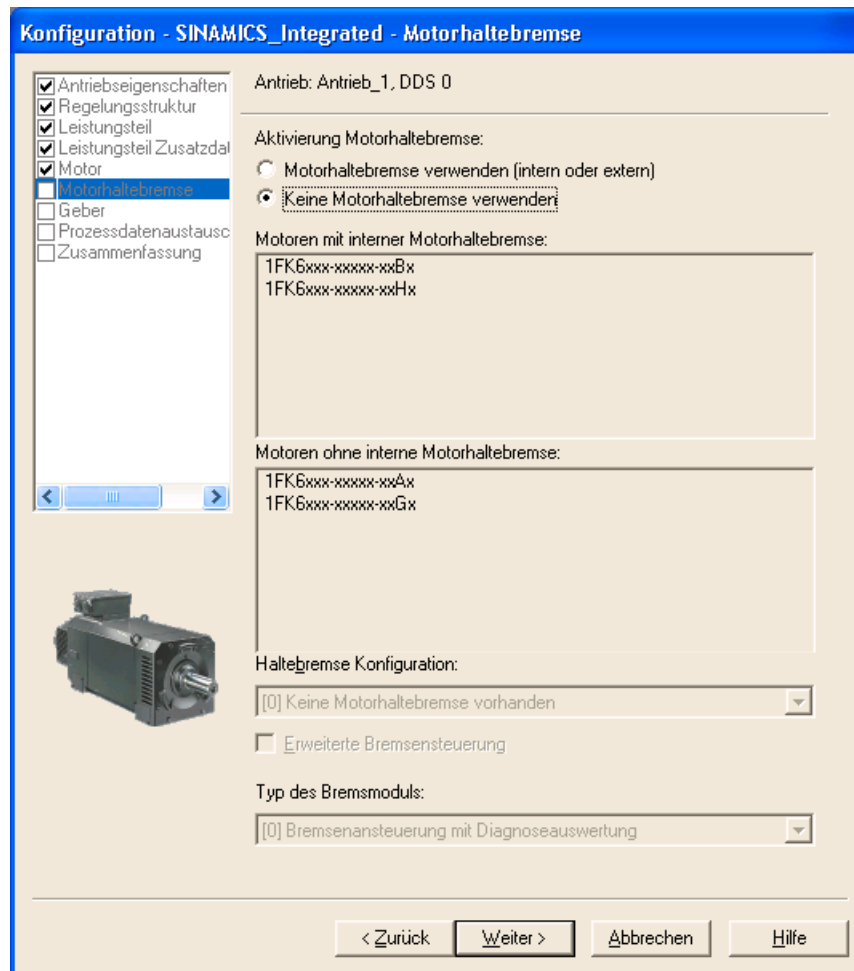 Konfiguration - SINAMICS_Integrated - Motorhaltebremse
Antriebseigenschaften
Regelungsstruktur
Leistungsteil
Leistungsteil Zusatzdat
Motor
Motorhaltebremse
Geber
Prozessdatenaustausc
Zusammenfassung
Antrieb: Antrieb_1, DDS 0
Aktivierung Motorhaltebremse:
Motorhaltebremse verwenden (intern oder extern)
Keine Motorhaltebremse verwenden
Motoren mit interner Motorhaltebremse:
1FK6xxx-xxxxx-xxBx
1FK6xxx-xxxxx-xxHx
Motoren ohne interne Motorhaltebremse:
1FK6xxx-xxxxx-xxAx
1FK6xxx-xxxxx-xxGx
Haltebremse Konfiguration:
[0] Keine Motorhaltebremse vorhanden
Erweiterte Bremsensteuerung
Typ des Bremsmoduls:
[0] Bremsenansteuerung mit Diagnoseauswertung
< Zurück
Weiter >
Abbrechen
Hilfe